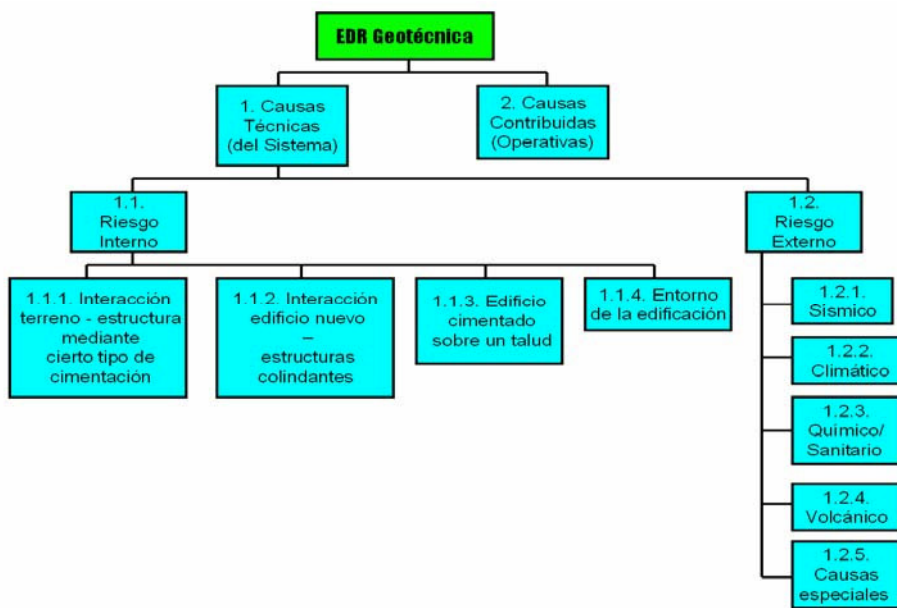 EDR Geotécnica
1. Causas
Técnicas
(del Sistema)
2. Causas
Contribuidas
(Operativas)
1.1.
Riesgo
Interno
1.2.
Riesgo
Externo
1.1.1. Interacción
terreno - estructura
mediante
cierto tipo de
cimentación
1.1.2. Interacción
edificio nuevo
–
estructuras
colindantes
1.1.3. Edificio
cimentado
sobre un talud
1.1.4. Entorno
de la edificación
1.2.1.
Sísmico
1.2.2.
Climático
1.2.3.
Químico/
Sanitario
1.2.4.
Volcánico
1.2.5.
Causas
especiales